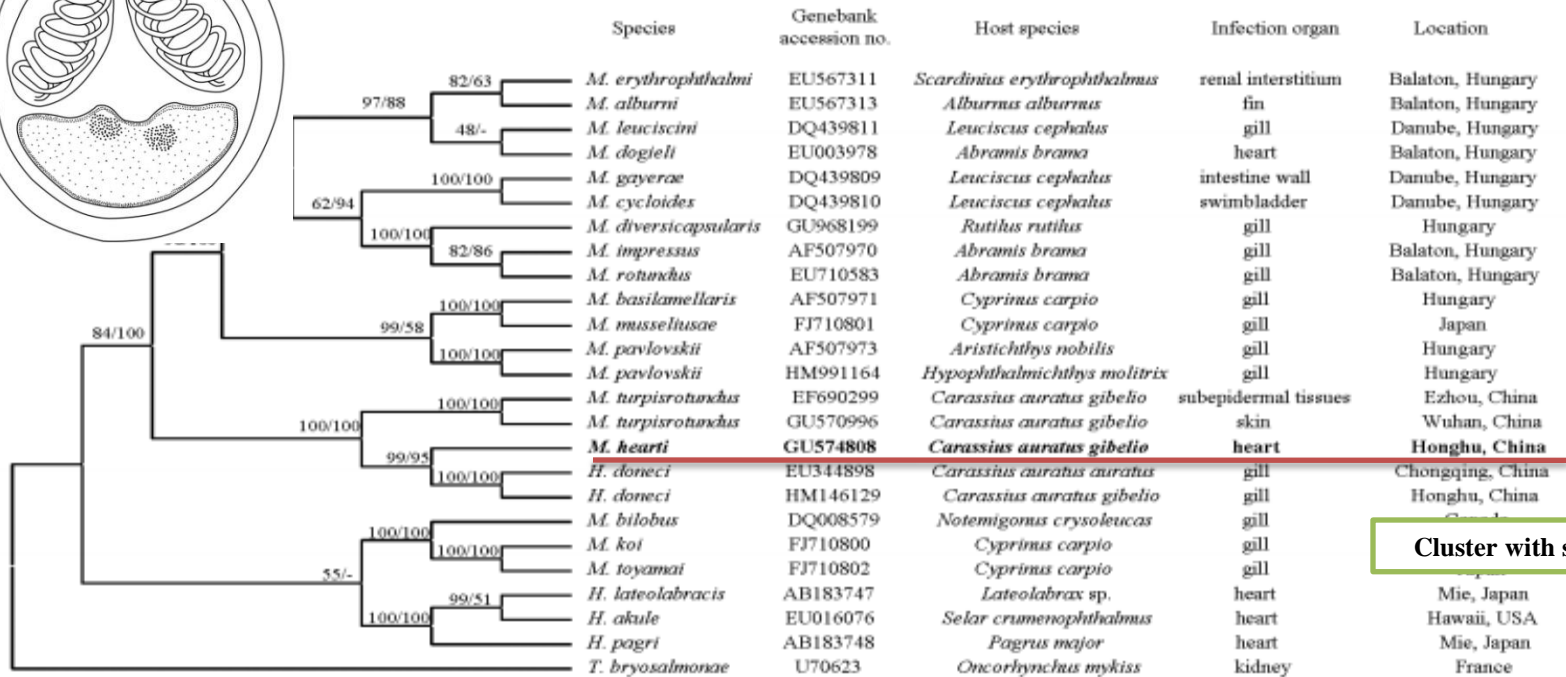 Species Genebank accession no. Host species Infection organ Location
82/63 M. erythrophthalmi EU567311 Scardinius erythrophthalmus renal interstitium Balaton, Hungary
97/88 M. alburni EU567313 Alburnus alburnus fin Balaton, Hungary
48/- M. leuciscini DQ439811 Leuciscus cephalus gill Danube, Hungary
M. dogieli EU003978 Abramis brama heart Balaton, Hungary
100/100 M. gayerae DQ439809 Leuciscus cephalus intestine wall Danube, Hungary
62/94 M. cycloides DQ439810 Leuciscus cephalus swimbladder Danube, Hungary
100/100 M. diversicapsularis GU968199 Rutilus rutilus gill Hungary
82/86 M. impressus AF507970 Abramis brama gill Balaton, Hungary
M. rotundus EU710583 Abramis brama gill Balaton, Hungary
100/100 M. basilamellaris AF507971 Cyprinus carpio gill Hungary
84/100 99/58 M. musseliusae FJ710801 Cyprinus carpio gill Japan
100/100 M. pavlovskii AF507973 Aristichthys nobilis gill Hungary
M. pavlovskii HM991164 Hypophthalmichthys molitrix gill Hungary
100/100 M. turpisrotundus EF690299 Carassius auratus gibelio subepidermal tissues Ezhou, China
100/100 M. turpisrotundus GU570996 Carassius auratus gibelio skin Wuhan, China
99/95 M. hearti GU574808 Carassius auratus gibelio heart Honghu, China
100/100 H. doneci EU344898 Carassius auratus auratus gill Chongqing, China
H. doneci HM146129 Carassius auratus gibelio gill Honghu, China
100/100 M. bilobus DQ008579 Notemigonus crysoleucas gill
100/100 M. koi FJ710800 Cyprinus carpio gill
Cluster with
55/- M. toyamai FJ710802 Cyprinus carpio gill
99/51 H. lateolabracis AB183747 Lateolabrax sp. heart Mie, Japan
100/100 H. akule EU016076 Selar crumenophthalmus heart Hawaii, USA
H. pagri AB183748 Pagrus major heart Mie, Japan
T. bryosalmonae U70623 Oncorhynchus mykiss kidney France